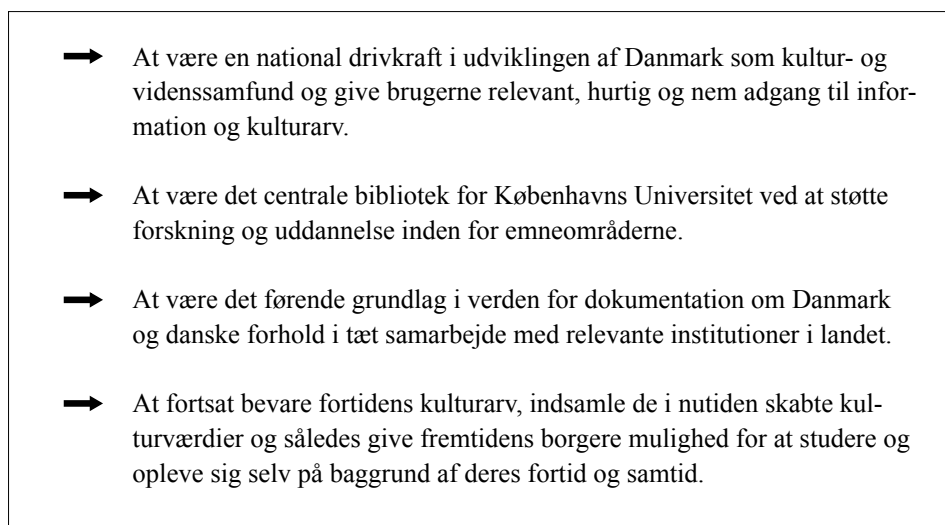 At være en national drivkraft i udviklingen af Danmark som kultur- og
videnssamfund og give brugerne relevant, hurtig og nem adgang til infor-
mation og kulturarv.
At være det centrale bibliotek for Københavns Universitet ved at støtte
forskning og uddannelse inden for emneområderne.
At være det førende grundlag i verden for dokumentation om Danmark
og danske forhold i tæt samarbejde med relevante institutioner i landet.
At fortsat bevare fortidens kulturarv, indsamle de i nutiden skabte kul-
turværdier og således give fremtidens borgere mulighed for at studere og
opleve sig selv på baggrund af deres fortid og samtid.